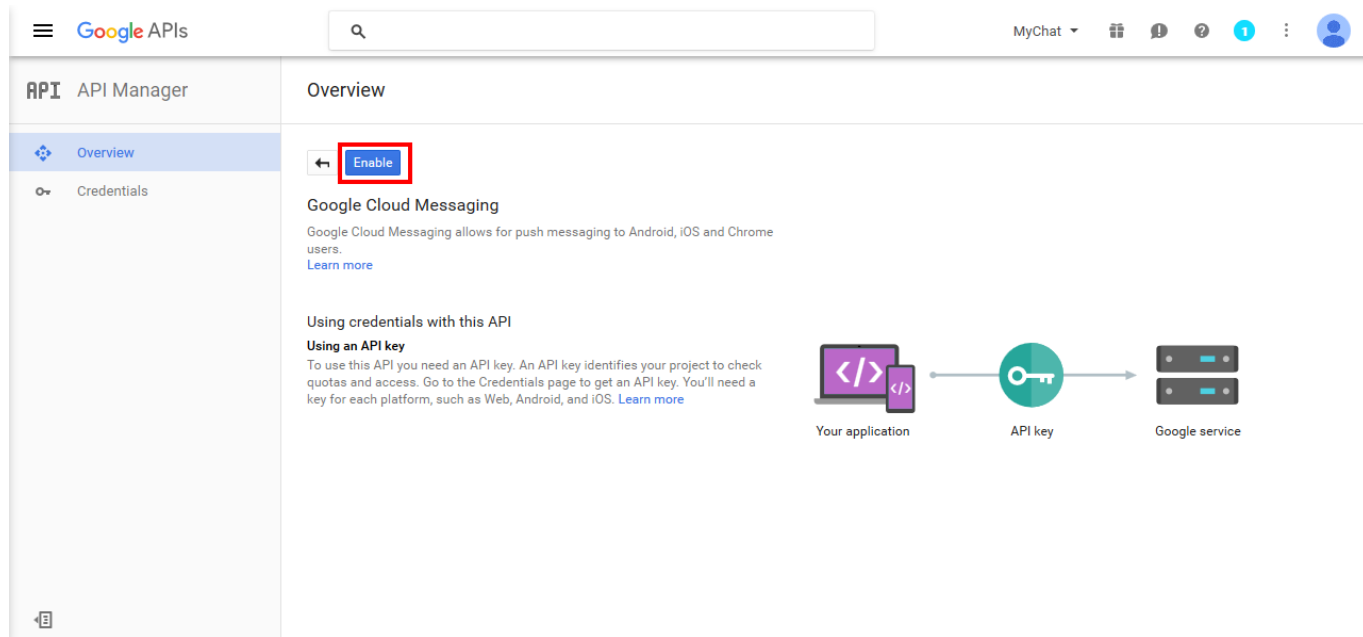 Google APIs
MyChat
1
API API Manager
Overview
Overview
Credentials
Enable
Google Cloud Messaging
Google Cloud Messaging allows for push messaging to Android, iOS and Chrome
users.
Learn more
Using credentials with this API
Using an API key
To use this API you need an API key. An API key identifies your project to check
quotas and access. Go to the Credentials page to get an API key. You'll need a
key for each platform, such as Web, Android, and iOS. Learn more
</>
</>
Your application
API key
Google service